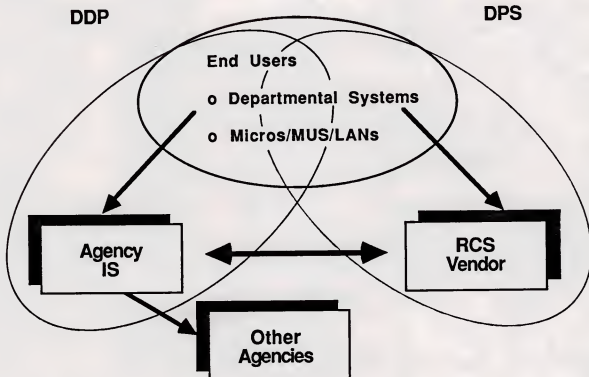 DDP
DPS
End Users
o Departmental Systems
o Micros/MUS/LANs
Agency
IS
RCS
Vendor
Other
Agencies